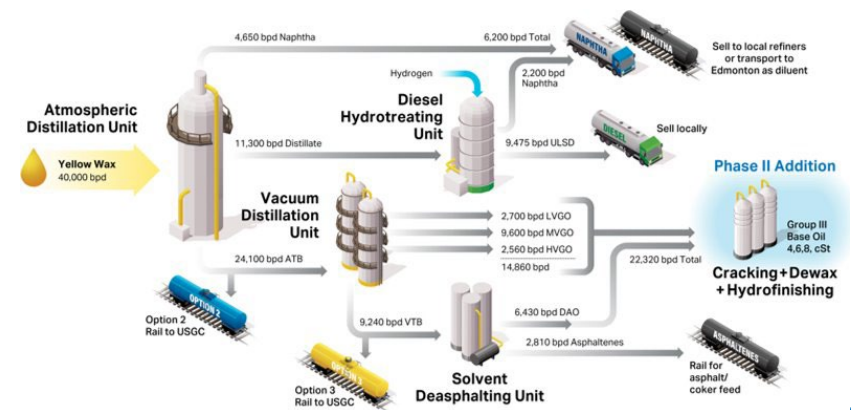 4,650 bpd Naphtha
6,200 bpd Total
NAPHTHA
NAPHTHA
Sell to local refiners
or transport to
Edmonton as diluent
Hydrogen
2,200 bpd
Naphtha
Atmospheric
Distillation Unit
Diesel
Hydrotreating
Unit
Yellow Wax
40,000 bpd
11,300 bpd Distillate
9,475 ULSD
DIESEL
Sell locally
Phase II Addition
Vacuum
Distillation
Unit
2,700 bpd LVGO
9,600 bpd MVGO
2,560 bpd HVGO
14,860 bpd
Group III
Base Oil
4,6,8, cSt
22,320 bpd Total
Cracking + Dewax
+ Hydrofinishing
24,100 ATB
OPTION 2
Option 2
Rail to USGC
9,240 bpd VTB
6,430 bpd DAO
2,810 bpd Asphaltenes
ASPHALTENES
Rail for
asphalt/
coker feed
OPTION 3
Option 3
Rail to USGC
Solvent
Deasphalting Unit